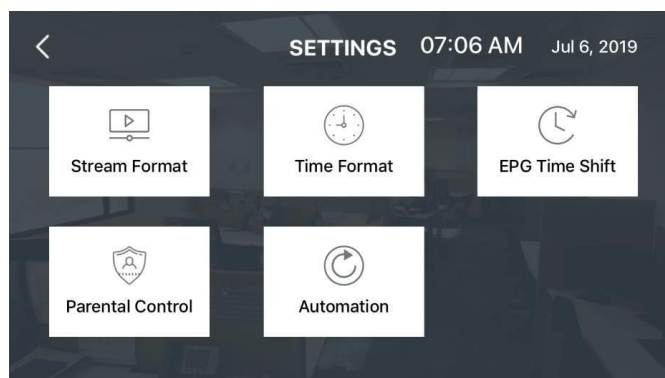 SETTINGS 07:06 AM Jul 6, 2019
Stream Format
Time Format
EPG Time Shift
Parental Control
Automation